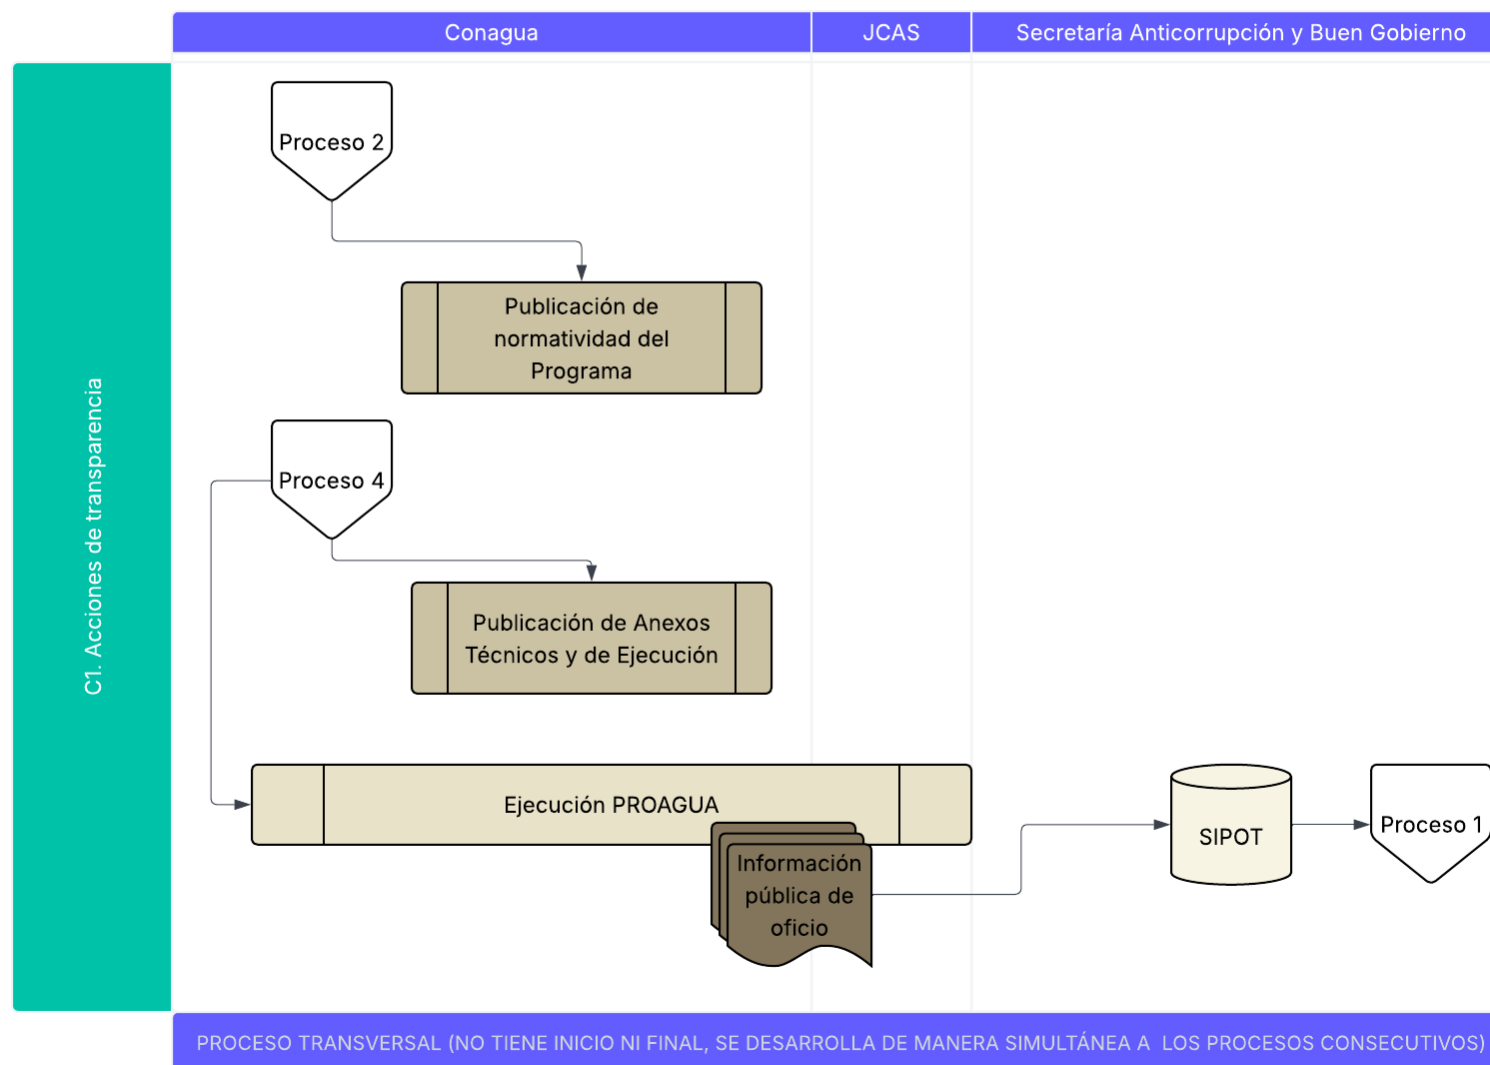 Conagua
JCAS
Secretaría Anticorrupción y Buen Gobierno
C1. Acciones de transparencia
Proceso 2
Publicación de
normatividad del
Programa
Proceso 4
Publicación de Anexos
Técnicos y de Ejecución
Ejecución PROAGUA
Información
pública de
oficio
SIPOT
Proceso 1
PROCESO TRANSVERSAL (NO TIENE INICIO NI FINAL, SE DESARROLLA DE MANERA SIMULTÁNEA A  LOS PROCESOS CONSECUTIVOS)